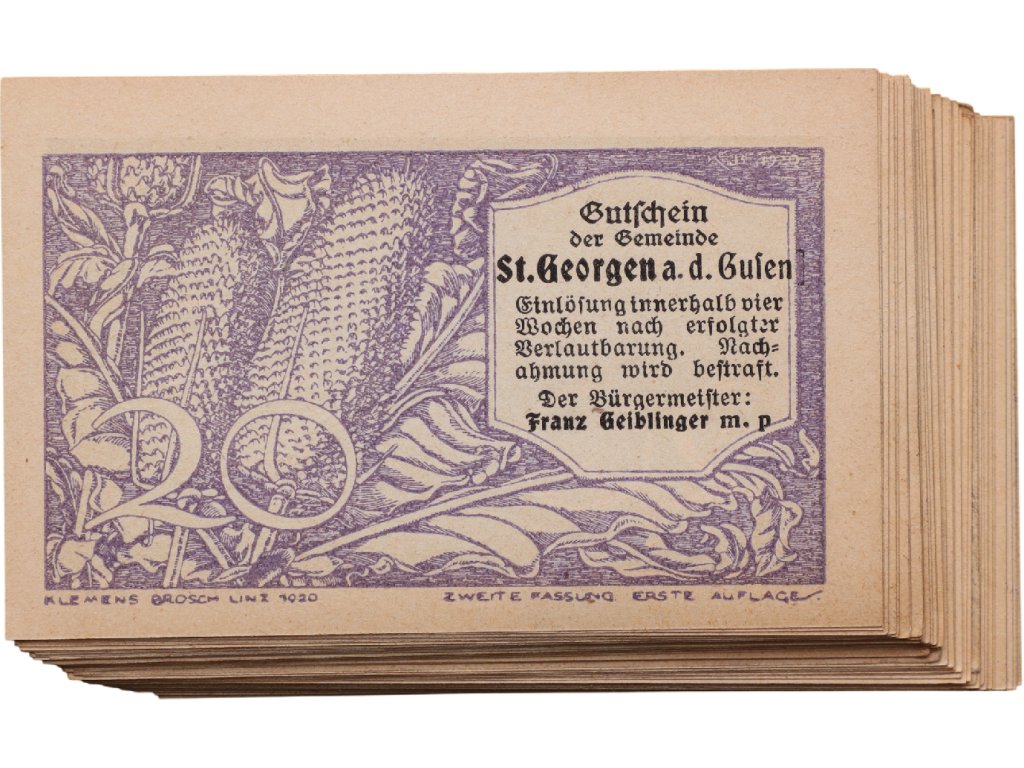 K.B. 1920
Gutschein
der Gemeinde
St. Georgen a. d. Gusen
Einlösung innerhalb vier
Wochen nach erfolgter
Verlautbarung. Nach-
ahmung wird bestraft.
Der Bürgermeister:
Franz Geiblinger m. p
20
KLEMENS BROSCH LINZ 1920
ZWEITE FASSUNG ERSTE AUFLAGE.